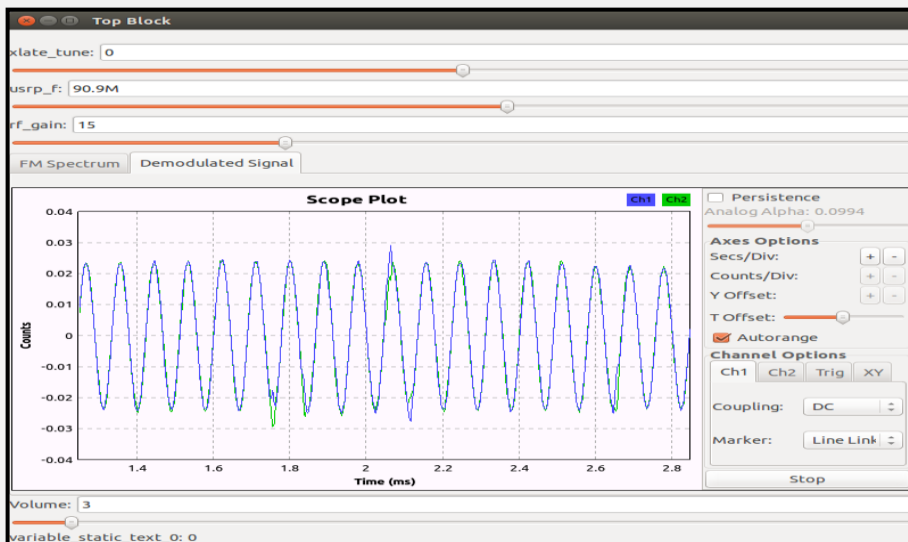 Top Block
xlate_tune: 0
usrp_f: 90.9M
rf_gain: 15
FM Spectrum Demodulated Signal
Scope Plot
Ch1 Ch2
0.04
0.03
0.02
0.01
0
-0.01
-0.02
-0.03
-0.04
Counts
1.4 1.6 1.8 2 2.2 2.4 2.6 2.8
Time (ms)
Persistence
Analog Alpha: 0.0994
Axes Options
Secs/Div: + -
Counts/Div: + -
Y Offset: + -
T Offset:
Autorange
Channel Options
Ch1 Ch2 Trig XY
Coupling: DC
Marker: Line Link
Stop
Volume: 3
variable_static_text_0: 0